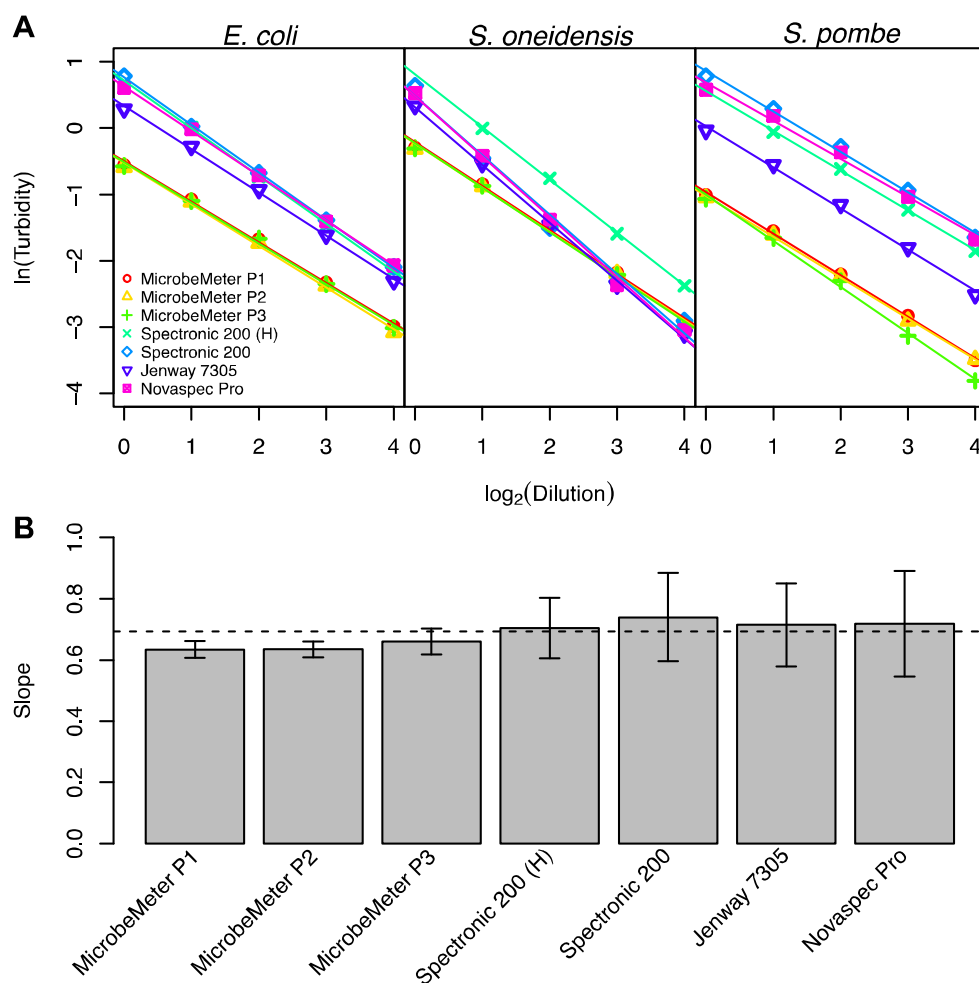 A
E. coli
S. oneidensis
S. pombe
ln(Turbidity)
1
0
−1
−2
−3
−4
MicrobeMeter P1
MicrobeMeter P2
MicrobeMeter P3
Spectronic 200 (H)
Spectronic 200
Jenway 7305
Novaspec Pro
0 1 2 3 4
0 1 2 3 4
0 1 2 3 4
log2(Dilution)
B
Slope
1.0
0.8
0.6
0.4
0.2
0.0
MicrobeMeter P1
MicrobeMeter P2
MicrobeMeter P3
Spectronic 200 (H)
Spectronic 200
Jenway 7305
Novaspec Pro